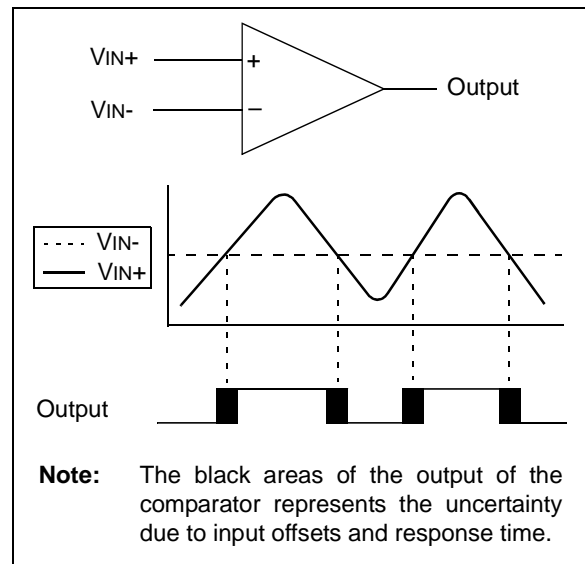 VIN+
+
Output
VIN-
–
VIN-
VIN+
Output
Note: The black areas of the output of the
comparator represents the uncertainty
due to input offsets and response time.